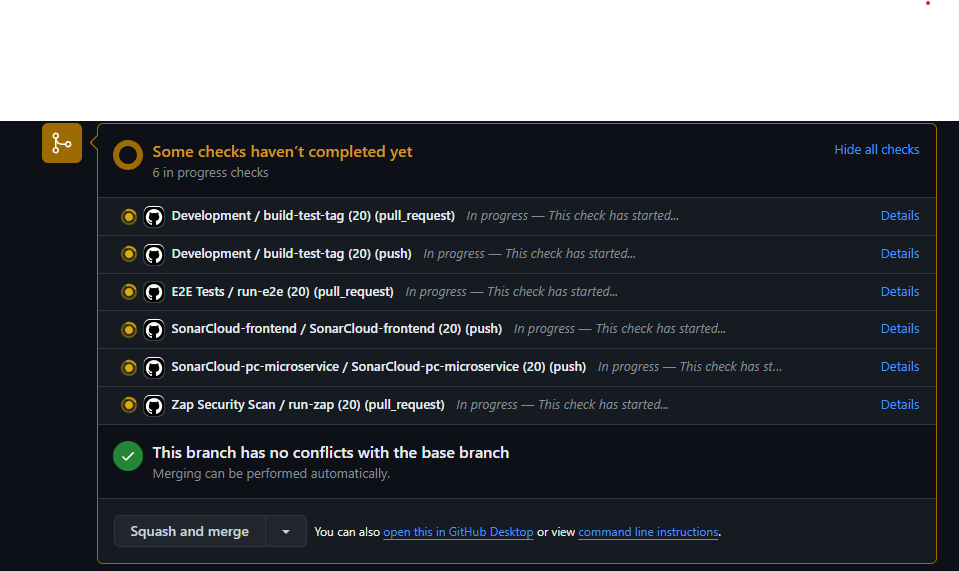 Some checks haven't completed yet
Hide all checks
6 in progress checks
Development / build-test-tag (20) (pull_request) In progress — This check has started... Details
Development / build-test-tag (20) (push) In progress — This check has started... Details
E2E Tests / run-e2e (20) (pull_request) In progress — This check has started... Details
SonarCloud-frontend / SonarCloud-frontend (20) (push) In progress — This check has started... Details
SonarCloud-pc-microservice / SonarCloud-pc-microservice (20) (push) In progress — This check has st... Details
Zap Security Scan / run-zap (20) (pull_request) In progress — This check has started... Details
This branch has no conflicts with the base branch
Merging can be performed automatically.
Squash and merge You can also open this in GitHub Desktop or view command line instructions.